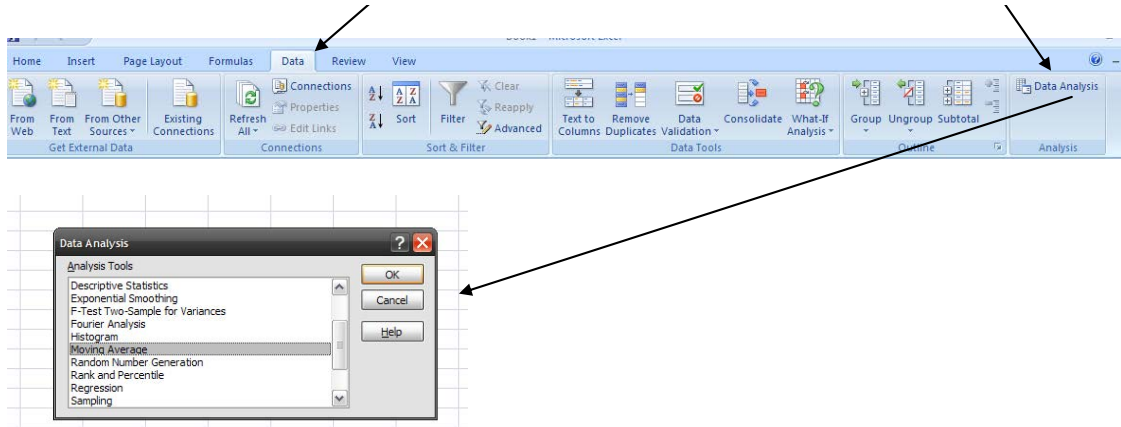 Home Insert Page Layout Formulas Data Review View
From Web
From Text
From Other Sources
Existing Connections
Refresh All
Connections
Properties
Edit Links
Sort
Filter
Clear
Reapply
Advanced
Text to Columns
Remove Duplicates
Data Validation
Consolidate
What-If Analysis
Group
Ungroup
Subtotal
Data Analysis
Get External Data Connections Sort & Filter Data Tools Outline Analysis
Data Analysis
Analysis Tools
Descriptive Statistics
Exponential Smoothing
F-Test Two-Sample for Variances
Fourier Analysis
Histogram
Moving Average
Random Number Generation
Rank and Percentile
Regression
Sampling
OK
Cancel
Help